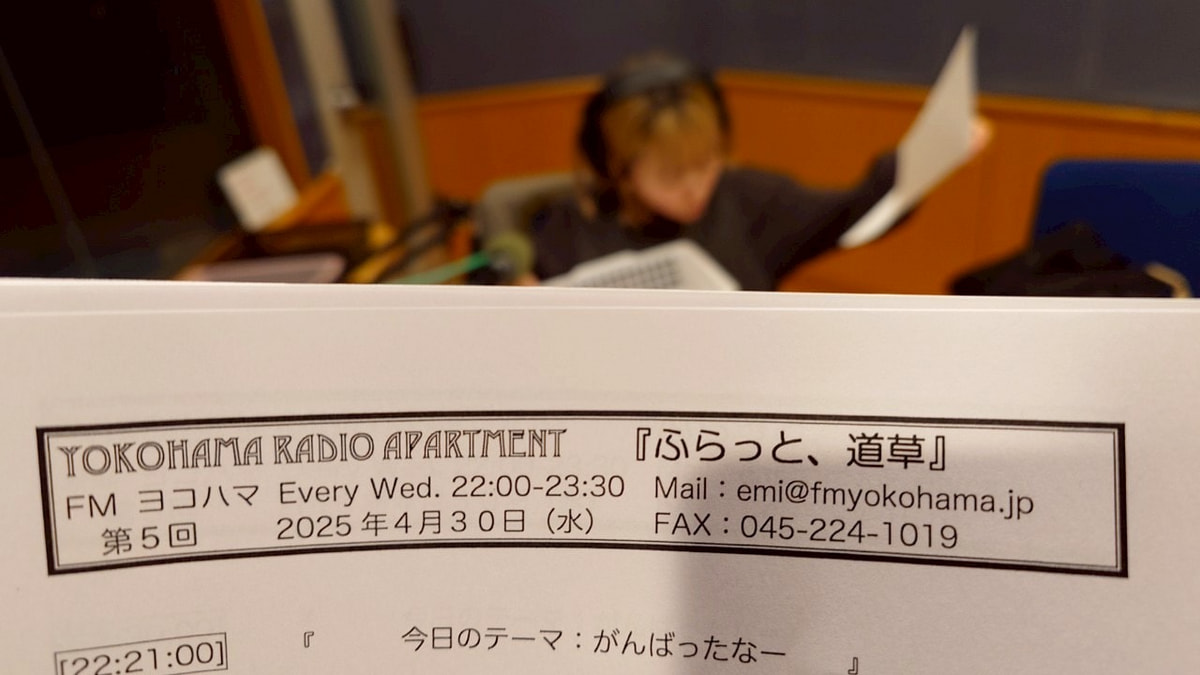 YOKOHAMA RADIO APARTMENT 『ふらっと、道草』
FM ヨコハマ Every Wed. 22:00-23:30 Mail：emi@fmyokohama.jp
第５回 2025年４月３０日（水） FAX：045-224-1019
[22:21:00] 『 今日のテーマ：がんばったなー 』